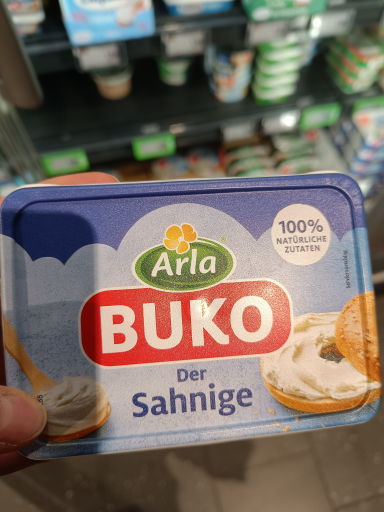 100%
NATÜRLICHE
ZUTATEN
Arla
BUKO
Der
Sahnige